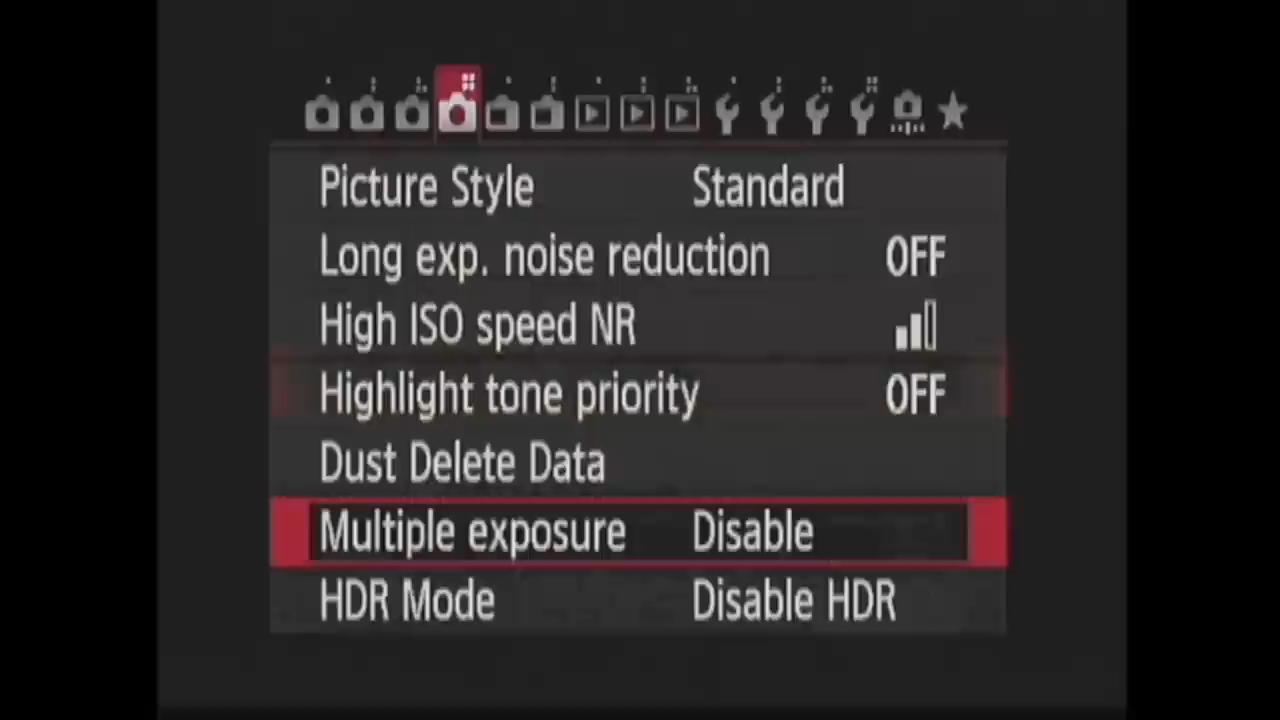 Picture Style Standard
Long exp. noise reduction OFF
High ISO speed NR
Highlight tone priority OFF
Dust Delete Data
Multiple exposure Disable
HDR Mode Disable HDR